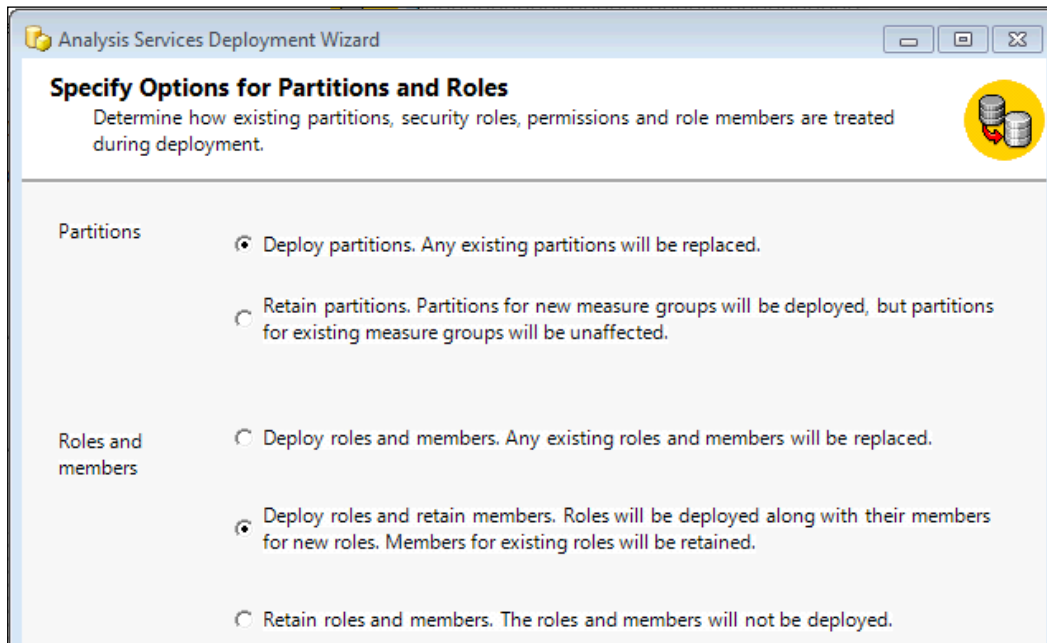 Analysis Services Deployment Wizard
Specify Options for Partitions and Roles
Determine how existing partitions, security roles, permissions and role members are treated
during deployment.
Partitions
Deploy partitions. Any existing partitions will be replaced.
Retain partitions. Partitions for new measure groups will be deployed, but partitions
for existing measure groups will be unaffected.
Roles and
members
Deploy roles and members. Any existing roles and members will be replaced.
Deploy roles and retain members. Roles will be deployed along with their members
for new roles. Members for existing roles will be retained.
Retain roles and members. The roles and members will not be deployed.